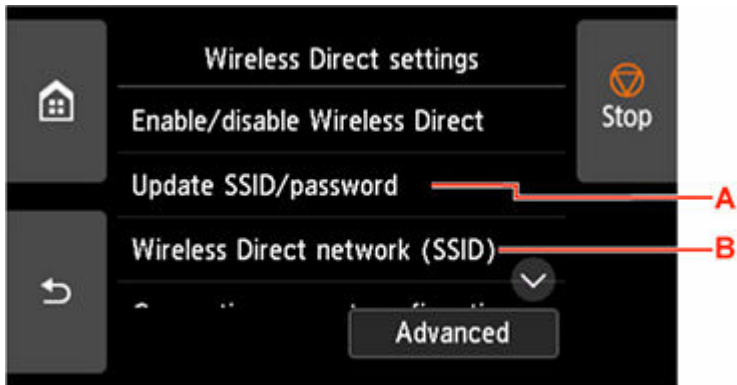 Wireless Direct settings
Stop
Enable/disable Wireless Direct
Update SSID/password
A
Wireless Direct network (SSID)
B
Advanced